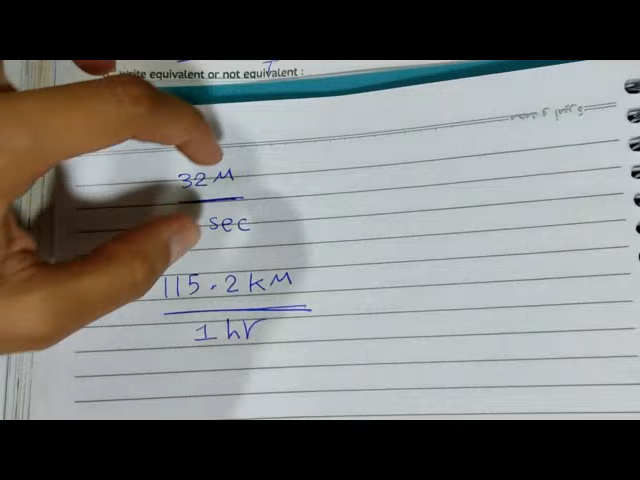 Write equivalent or not equivalent :
32 M
sec
115.2 KM
1 hr